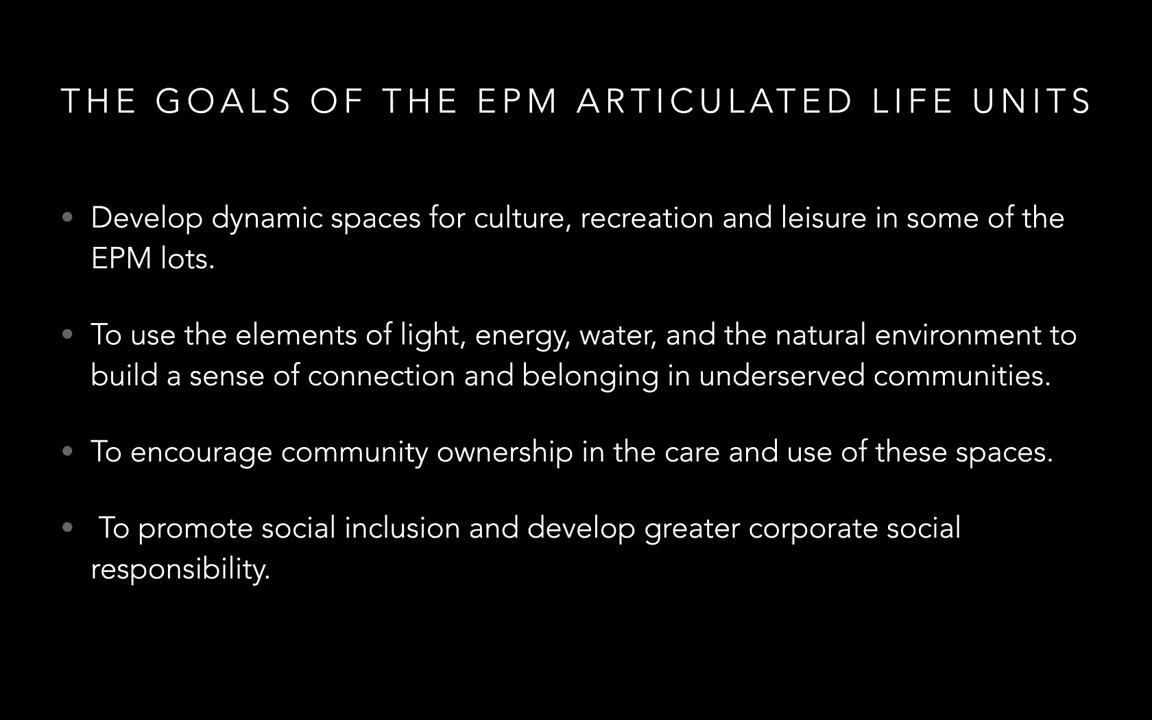 THE GOALS OF THE EPM ARTICULATED LIFE UNITS
• Develop dynamic spaces for culture, recreation and leisure in some of the
EPM lots.
• To use the elements of light, energy, water, and the natural environment to
build a sense of connection and belonging in underserved communities.
• To encourage community ownership in the care and use of these spaces.
• To promote social inclusion and develop greater corporate social
responsibility.